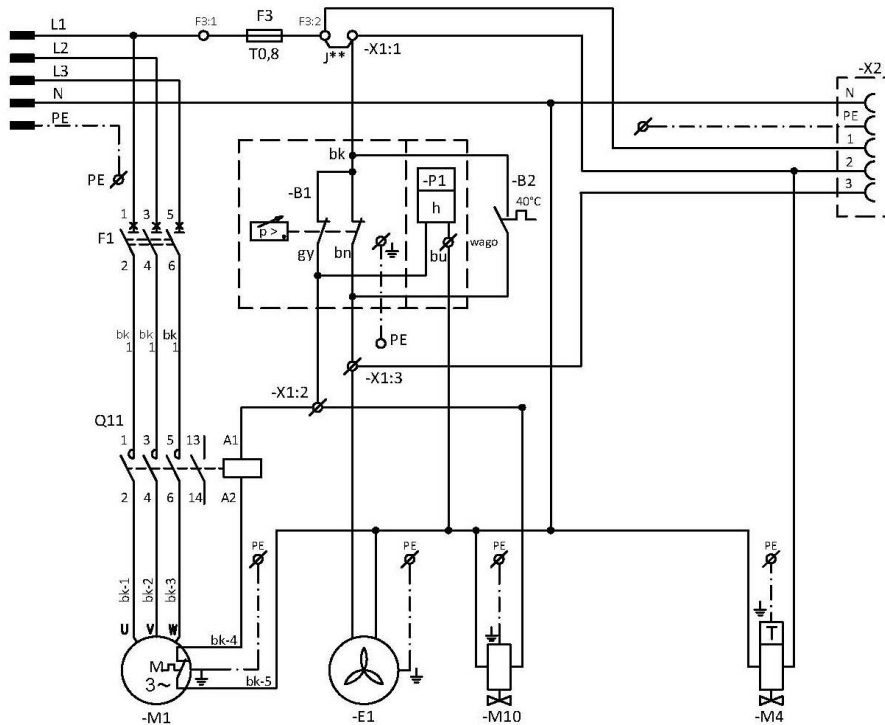 L1
F3:1
F3
F3:2
T0,8
J**
-X1:1
L2
L3
N
PE
-X2
N
PE
1
2
3
PE
bk
-B1
-P1
-B2
h
40°C
p >
gy
bn
bu
wago
1 3 5
F1
2 4 6
PE
bk 1
bk 1
bk 1
-X1:3
-X1:2
Q11
1 3 5 13 A1
2 4 6 14 A2
PE
PE
PE
PE
bk-1
bk-2
bk-3
U V W
bk-4
M
3~
bk-5
T
-M1
-E1
-M10
-M4